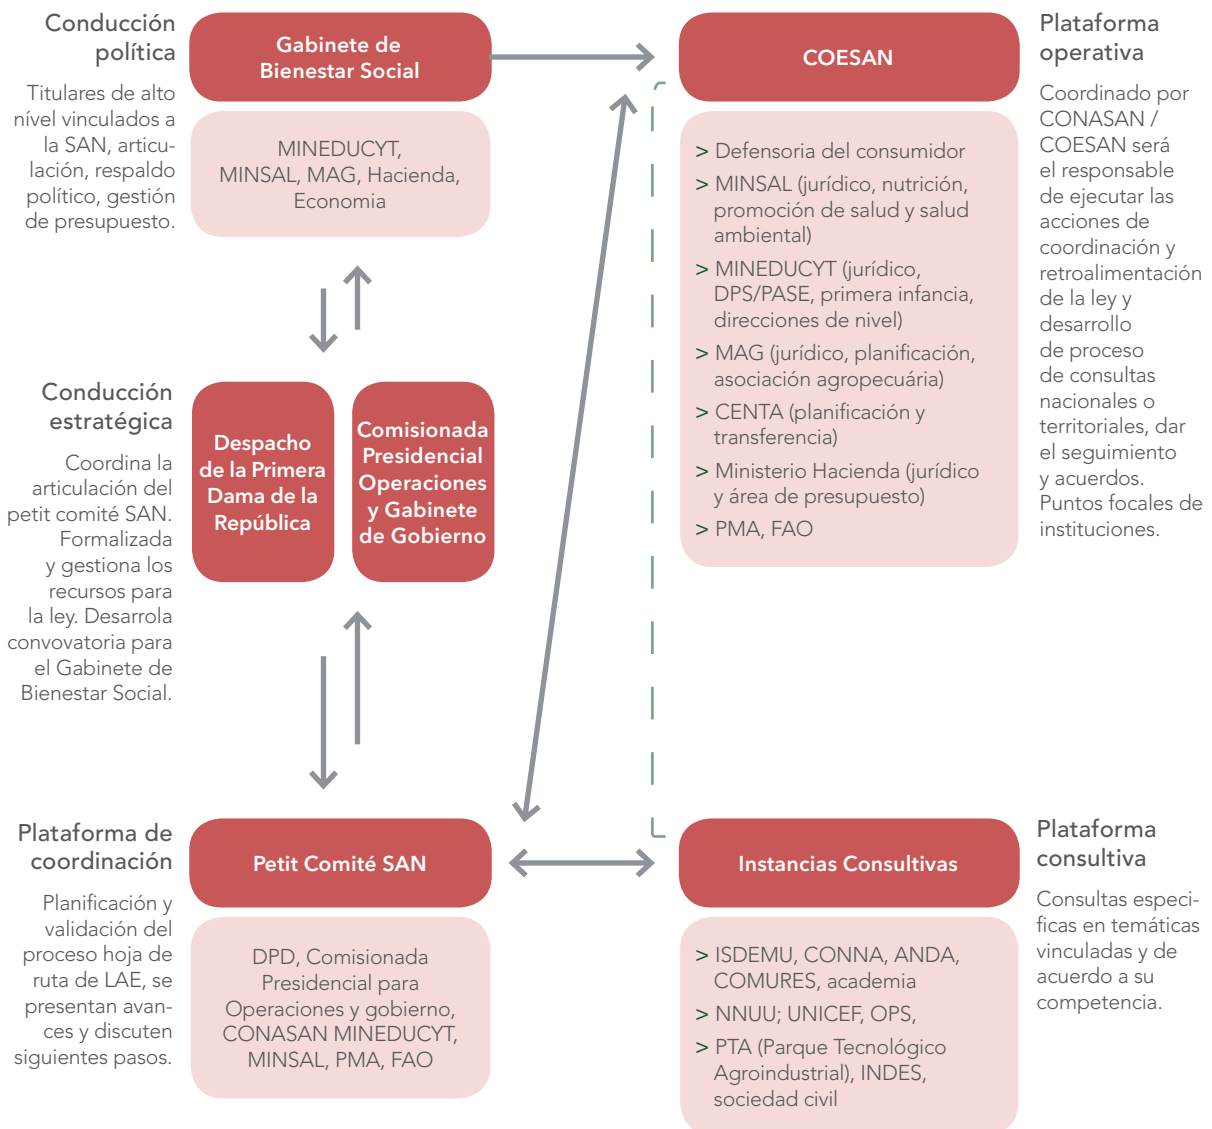 Conducción
política
Titulares de alto
nivel vinculados a
la SAN, articu-
lación, respaldo
político, gestión
de presupuesto.
Gabinete de
Bienestar Social
MINEDUCYT,
MINSAL, MAG, Hacienda,
Economia
COESAN
> Defensoria del consumidor
> MINSAL (jurídico, nutrición,
promoción de salud y salud
ambiental)
> MINEDUCYT (jurídico,
DPS/PASE, primera infancia,
direcciones de nivel)
> MAG (jurídico, planificación,
asociación agropecuária)
> CENTA (planificación y
transferencia)
> Ministerio Hacienda (jurídico
y área de presupuesto)
> PMA, FAO
Plataforma
operativa
Coordinado por
CONASAN /
COESAN será
el responsable
de ejecutar las
acciones de
coordinación y
retroalimentación
de la ley y
desarrollo
de proceso
de consultas
nacionales o
territoriales, dar
el seguimiento
y acuerdos.
Puntos focales de
instituciones.
Conducción
estratégica
Coordina la
articulación del
petit comité SAN.
Formalizada
y gestiona los
recursos para
la ley. Desarrola
convovatoria para
el Gabinete de
Bienestar Social.
Despacho
de la Primera
Dama de la
República
Comisionada
Presidencial
Operaciones
y Gabinete
de Gobierno
Plataforma de
coordinación
Planificación y
validación del
proceso hoja de
ruta de LAE, se
presentan avan-
ces y discuten
siguientes pasos.
Petit Comité SAN
DPD, Comisionada
Presidencial para
Operaciones y gobierno,
CONASAN MINEDUCYT,
MINSAL, PMA, FAO
Instancias Consultivas
> ISDEMU, CONNA, ANDA,
COMURES, academia
> NNUU; UNICEF, OPS,
> PTA (Parque Tecnológico
Agroindustrial), INDES,
sociedad civil
Plataforma
consultiva
Consultas especi-
ficas en temáticas
vinculadas y de
acuerdo a su
competencia.